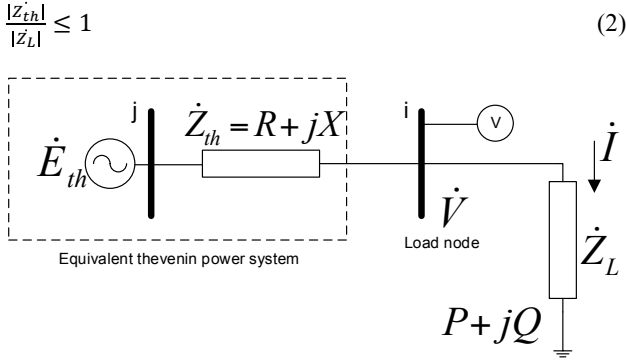 |Ż_th|/|Ż_L| ≤ 1 (2)
j
Ż_th = R + jX
i
V
İ
Ė_th
V̇
Load node
Ż_L
Equivalent thevenin power system
P + jQ